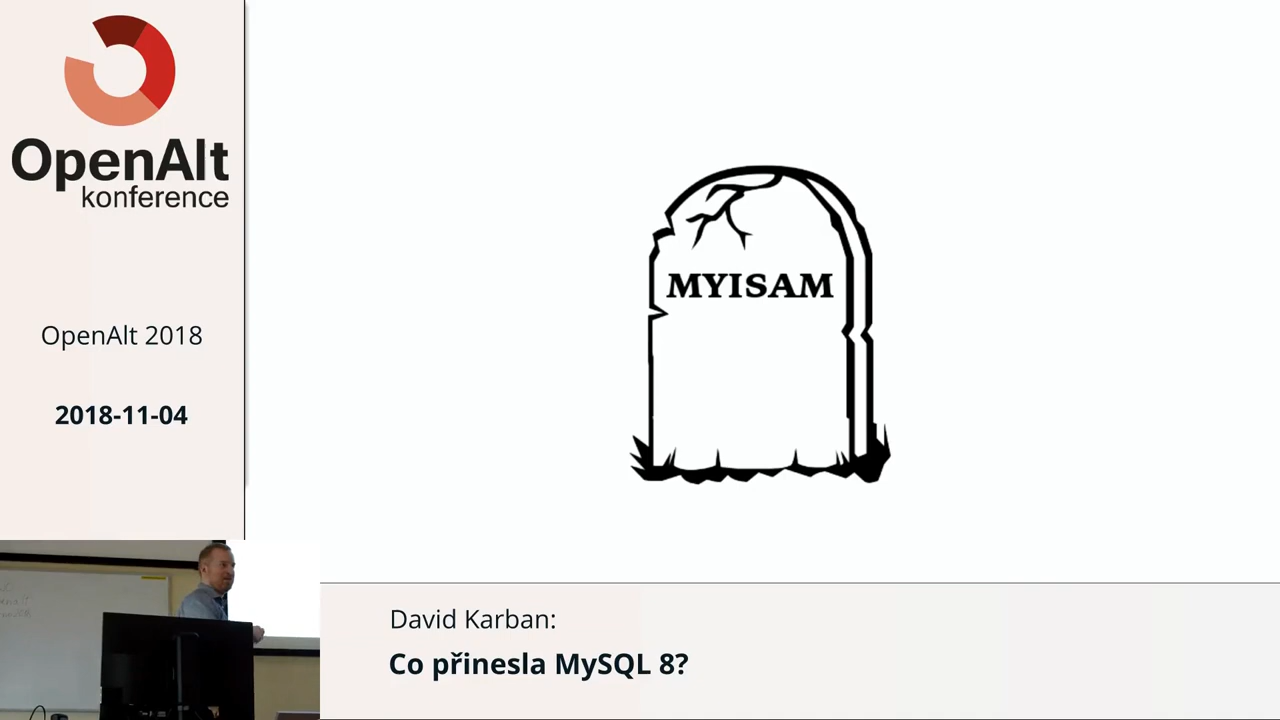 OpenAlt
konference
OpenAlt 2018
2018-11-04
MYISAM
David Karban:
Co přinesla MySQL 8?